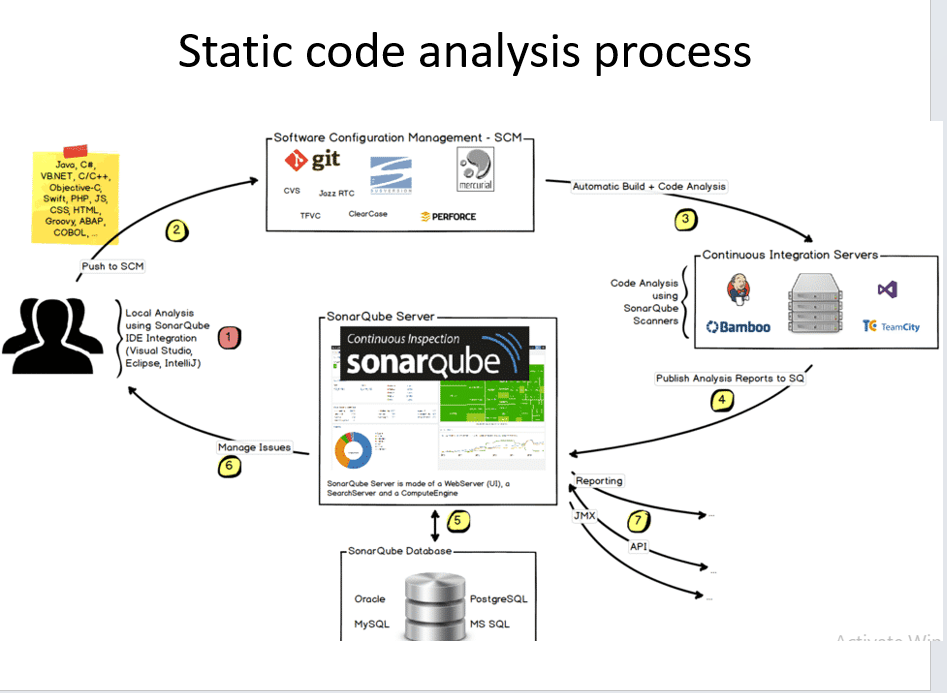 Static code analysis process
Software Configuration Management - SCM
git
SUBVERSION
mercurial
CVS
Jazz RTC
TFVC
ClearCase
PERFORCE
Java, C#,
VB.NET, C/C++,
Objective-C,
Swift, PHP, JS,
CSS, HTML,
Groovy, ABAP,
COBOL, ...
2
Push to SCM
Automatic Build + Code Analysis
3
Continuous Integration Servers
Bamboo
TC TeamCity
Code Analysis
using
SonarQube
Scanners
Local Analysis
using SonarQube
IDE Integration
(Visual Studio,
Eclipse, IntelliJ)
1
SonarQube Server
Continuous Inspection
sonarqube
SonarQube Server is made of a WebServer (UI), a
SearchServer and a ComputeEngine
Publish Analysis Reports to SQ
4
Manage Issues
6
5
Reporting
...
JMX
7
API
...
...
SonarQube Database
Oracle
PostgreSQL
MySQL
MS SQL